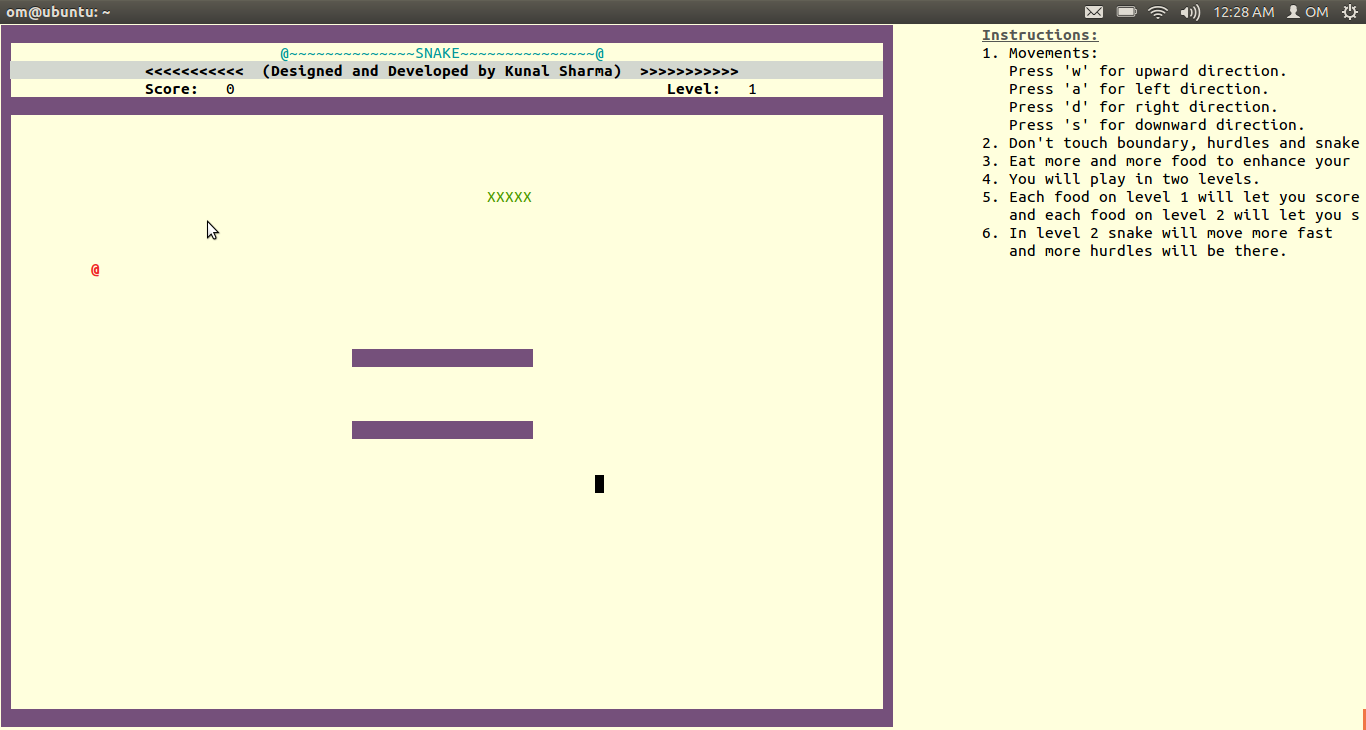 om@ubuntu: ~
12:28 AM OM
@~~~~~~~~~~~~~~SNAKE~~~~~~~~~~~~~~~@
<<<<<<<<<<< (Designed and Developed by Kunal Sharma) >>>>>>>>>>>
Score: 0 Level: 1
XXXXX
@
Instructions:
1. Movements:
Press 'w' for upward direction.
Press 'a' for left direction.
Press 'd' for right direction.
Press 's' for downward direction.
2. Don't touch boundary, hurdles and snake
3. Eat more and more food to enhance your
4. You will play in two levels.
5. Each food on level 1 will let you score
and each food on level 2 will let you s
6. In level 2 snake will move more fast
and more hurdles will be there.